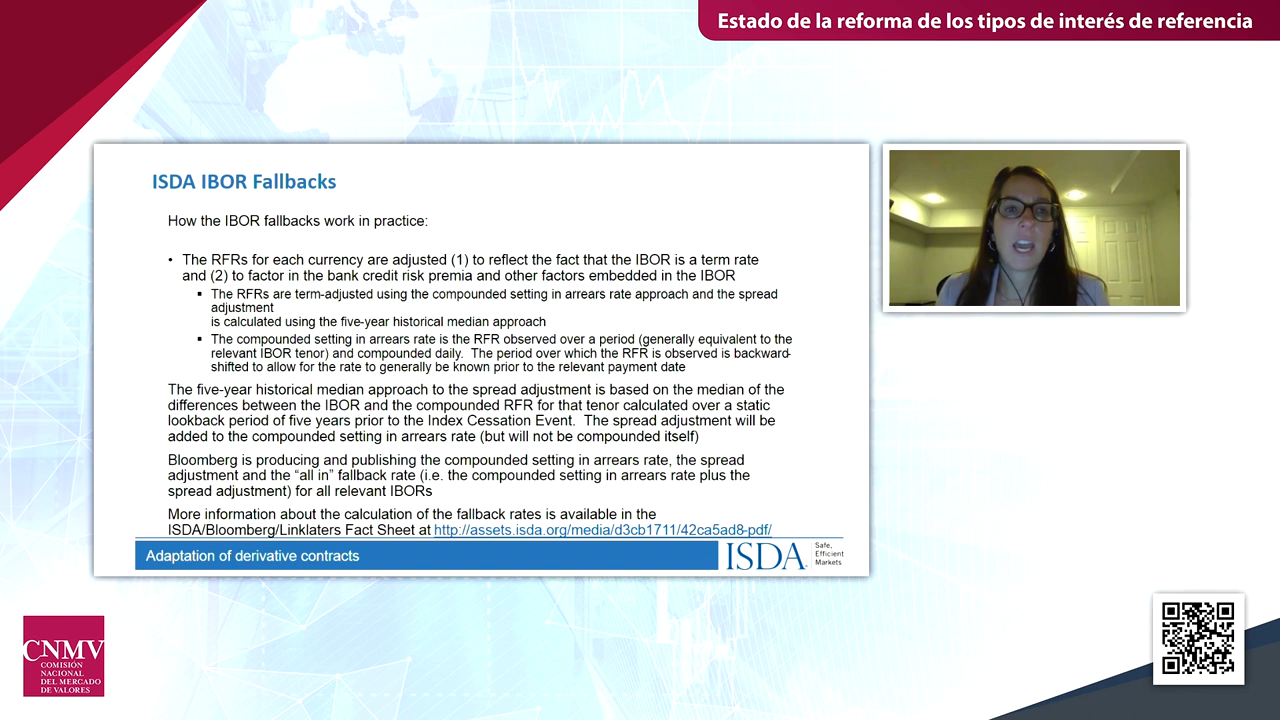 Estado de la reforma de los tipos de interés de referencia
ISDA IBOR Fallbacks
How the IBOR fallbacks work in practice:
• The RFRs for each currency are adjusted (1) to reflect the fact that the IBOR is a term rate
and (2) to factor in the bank credit risk premia and other factors embedded in the IBOR
▪ The RFRs are term-adjusted using the compounded setting in arrears rate approach and the spread
adjustment
is calculated using the five-year historical median approach
▪ The compounded setting in arrears rate is the RFR observed over a period (generally equivalent to the
relevant IBOR tenor) and compounded daily. The period over which the RFR is observed is backward-
shifted to allow for the rate to generally be known prior to the relevant payment date
The five-year historical median approach to the spread adjustment is based on the median of the
differences between the IBOR and the compounded RFR for that tenor calculated over a static
lookback period of five years prior to the Index Cessation Event. The spread adjustment will be
added to the compounded setting in arrears rate (but will not be compounded itself)
Bloomberg is producing and publishing the compounded setting in arrears rate, the spread
adjustment and the “all in” fallback rate (i.e. the compounded setting in arrears rate plus the
spread adjustment) for all relevant IBORs
More information about the calculation of the fallback rates is available in the
ISDA/Bloomberg/Linklaters Fact Sheet at http://assets.isda.org/media/d3cb1711/42ca5ad8-pdf/
Adaptation of derivative contracts
ISDA
Safe,
Efficient
Markets
CNMV
COMISIÓN
NACIONAL
DEL MERCADO
DE VALORES